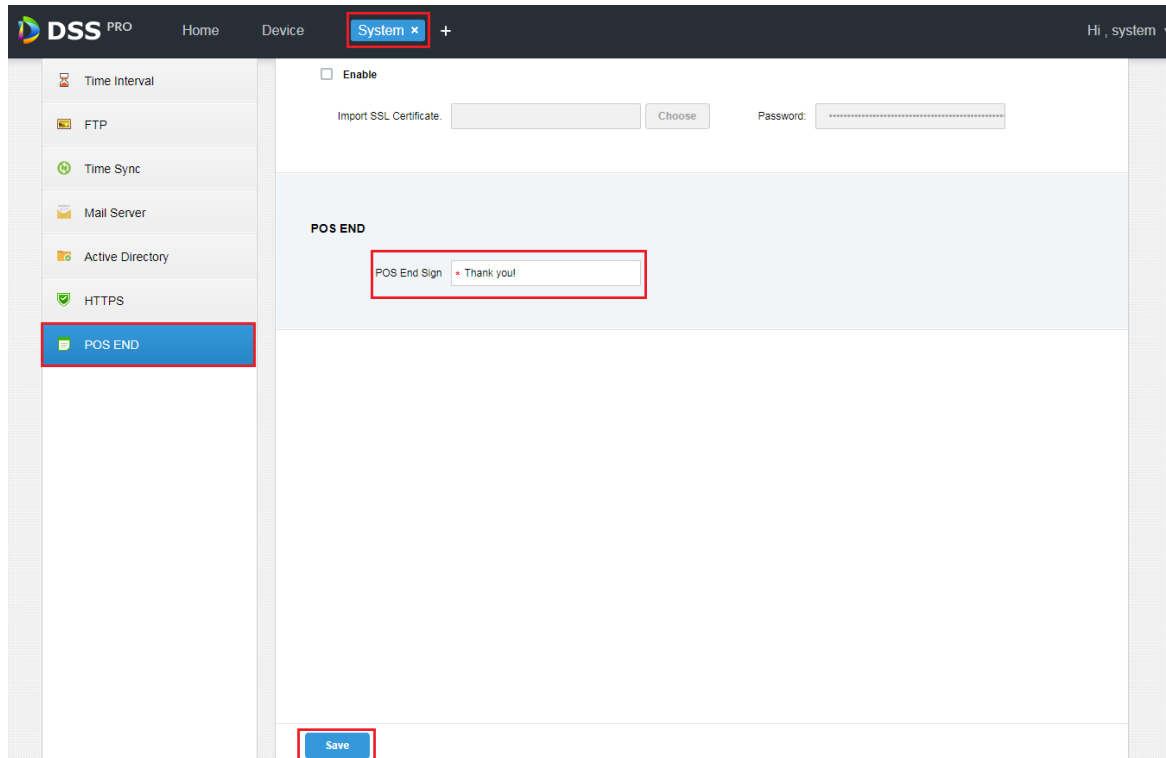 DSS PRO Home Device System × + Hi , system
Time Interval
FTP
Time Sync
Mail Server
Active Directory
HTTPS
POS END
Enable
Import SSL Certificate. Choose Password:
POS END
POS End Sign * Thank you!
Save